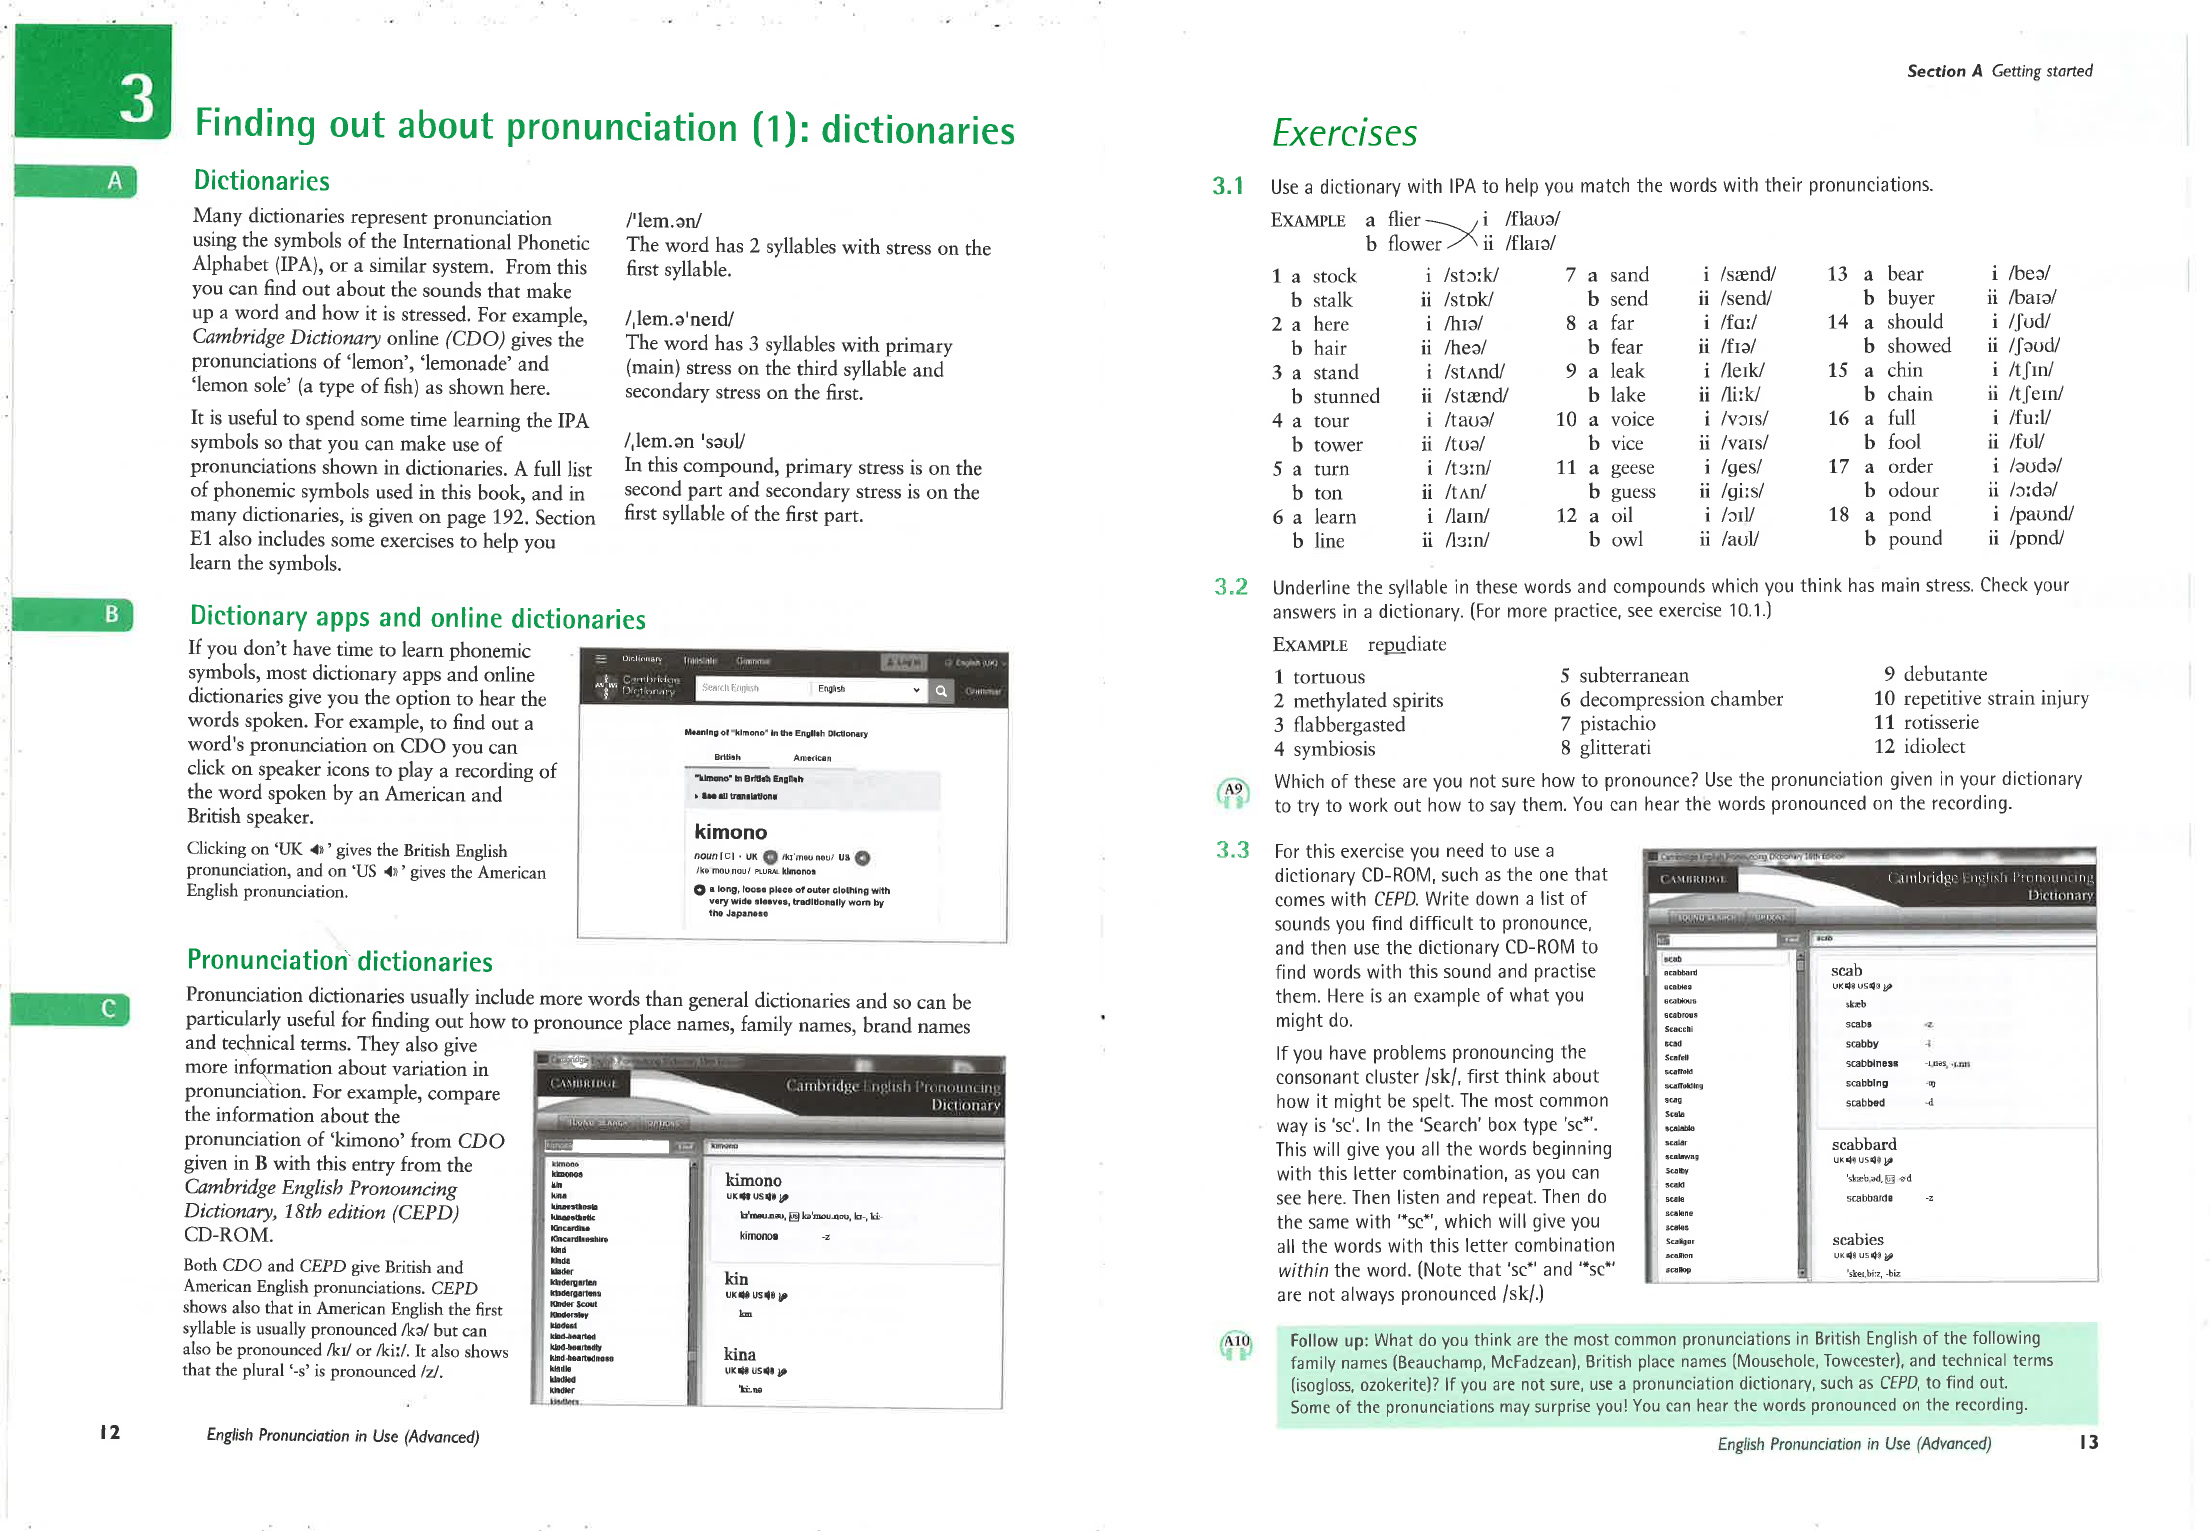 3
Finding out about pronunciation (1): dictionaries
A
Dictionaries
Many dictionaries represent pronunciation
using the symbols of the International Phonetic
Alphabet (IPA), or a similar system. From this
you can find out about the sounds that make
up a word and how it is stressed. For example,
Cambridge Dictionary online (CDO) gives the
pronunciations of 'lemon', 'lemonade' and
'lemon sole' (a type of fish) as shown here.
It is useful to spend some time learning the IPA
symbols so that you can make use of
pronunciations shown in dictionaries. A full list
of phonemic symbols used in this book, and in
many dictionaries, is given on page 192. Section
E1 also includes some exercises to help you
learn the symbols.
/ˈlem.ən/
The word has 2 syllables with stress on the
first syllable.
/ˌlem.əˈneɪd/
The word has 3 syllables with primary
(main) stress on the third syllable and
secondary stress on the first.
/ˌlem.ən ˈsəʊl/
In this compound, primary stress is on the
second part and secondary stress is on the
first syllable of the first part.
B
Dictionary apps and online dictionaries
If you don't have time to learn phonemic
symbols, most dictionary apps and online
dictionaries give you the option to hear the
words spoken. For example, to find out a
word's pronunciation on CDO you can
click on speaker icons to play a recording of
the word spoken by an American and
British speaker.
Clicking on 'UK 🔊' gives the British English
pronunciation, and on 'US 🔊' gives the American
English pronunciation.
Dictionary Translate Grammar Log in English (UK)
Cambridge Dictionary Search English English Grammar
Meaning of "kimono" in the English Dictionary
British American
"kimono" in British English
See all translations
kimono
noun [C] · UK /kɪˈməʊ nəʊ/ US
/kəˈmoʊ noʊ/ PLURAL kimonos
a long, loose piece of outer clothing with
very wide sleeves, traditionally worn by
the Japanese
C
Pronunciation dictionaries
Pronunciation dictionaries usually include more words than general dictionaries and so can be
particularly useful for finding out how to pronounce place names, family names, brand names
and technical terms. They also give
more information about variation in
pronunciation. For example, compare
the information about the
pronunciation of 'kimono' from CDO
given in B with this entry from the
Cambridge English Pronouncing
Dictionary, 18th edition (CEPD)
CD-ROM.
Both CDO and CEPD give British and
American English pronunciations. CEPD
shows also that in American English the first
syllable is usually pronounced /kə/ but can
also be pronounced /kɪ/ or /kiː/. It also shows
that the plural '-s' is pronounced /z/.
CAMBRIDGE
Cambridge English Pronouncing
Dictionary
SOUND SEARCH OPTIONS
kimono
kimono
kimonos
kin
kina
kinaesthesia
kinaesthetic
Kincardine
Kincardineshire
kind
kinda
kinder
kindergarten
kindergartens
Kinder Scout
Kindersley
kindest
kind-hearted
kind-heartedly
kind-heartedness
kindle
kindled
kindler
kindlers
kimono
UK US
kɪˈməʊ.nəʊ, US kəˈmoʊ.noʊ, kɪ-, kiː-
kimonos -z
kin
UK US
kɪn
kina
UK US
ˈkiː.nə
12
English Pronunciation in Use (Advanced)
Section A Getting started
Exercises
3.1 Use a dictionary with IPA to help you match the words with their pronunciations.
EXAMPLE a flier i /flaʊə/
b flower ii /flaɪə/
1 a stock i /stɔːk/
b stalk ii /stɒk/
2 a here i /hɪə/
b hair ii /heə/
3 a stand i /stʌnd/
b stunned ii /stænd/
4 a tour i /taʊə/
b tower ii /tʊə/
5 a turn i /tɜːn/
b ton ii /tʌn/
6 a learn i /laɪn/
b line ii /lɜːn/
7 a sand i /sænd/
b send ii /send/
8 a far i /fɑː/
b fear ii /fɪə/
9 a leak i /leɪk/
b lake ii /liːk/
10 a voice i /vɔɪs/
b vice ii /vaɪs/
11 a geese i /ges/
b guess ii /giːs/
12 a oil i /ɔɪl/
b owl ii /aʊl/
13 a bear i /beə/
b buyer ii /baɪə/
14 a should i /ʃʊd/
b showed ii /ʃəʊd/
15 a chin i /tʃɪn/
b chain ii /tʃeɪn/
16 a full i /fuːl/
b fool ii /fʊl/
17 a order i /əʊdə/
b odour ii /ɔːdə/
18 a pond i /paʊnd/
b pound ii /pɒnd/
3.2 Underline the syllable in these words and compounds which you think has main stress. Check your
answers in a dictionary. (For more practice, see exercise 10.1.)
EXAMPLE repudiate
1 tortuous
2 methylated spirits
3 flabbergasted
4 symbiosis
5 subterranean
6 decompression chamber
7 pistachio
8 glitterati
9 debutante
10 repetitive strain injury
11 rotisserie
12 idiolect
A9
Which of these are you not sure how to pronounce? Use the pronunciation given in your dictionary
to try to work out how to say them. You can hear the words pronounced on the recording.
3.3 For this exercise you need to use a
dictionary CD-ROM, such as the one that
comes with CEPD. Write down a list of
sounds you find difficult to pronounce,
and then use the dictionary CD-ROM to
find words with this sound and practise
them. Here is an example of what you
might do.
If you have problems pronouncing the
consonant cluster /sk/, first think about
how it might be spelt. The most common
way is 'sc'. In the 'Search' box type 'sc*'.
This will give you all the words beginning
with this letter combination, as you can
see here. Then listen and repeat. Then do
the same with '*sc*', which will give you
all the words with this letter combination
within the word. (Note that 'sc*' and '*sc*'
are not always pronounced /sk/.)
CAMBRIDGE
Cambridge English Pronouncing
Dictionary
SOUND SEARCH OPTIONS
scab
scab
scabbard
scabies
scabious
scabrous
Scacchi
scad
Scafell
scaffold
scaffolding
scag
Scala
scalable
scalar
scalawag
Scalby
scald
scale
scalene
scales
Scaliger
scallion
scallop
scab
UK US
skæb
scabs -z
scabby -i
scabbiness -ɪ.nəs, -ɪ.nɪs
scabbing -ɪŋ
scabbed -d
scabbard
UK US
ˈskæb.əd, US -ɚd
scabbards -z
scabies
UK US
ˈskeɪ.biːz, -biz
A10
Follow up: What do you think are the most common pronunciations in British English of the following
family names (Beauchamp, McFadzean), British place names (Mousehole, Towcester), and technical terms
(isogloss, ozokerite)? If you are not sure, use a pronunciation dictionary, such as CEPD, to find out.
Some of the pronunciations may surprise you! You can hear the words pronounced on the recording.
English Pronunciation in Use (Advanced)
13